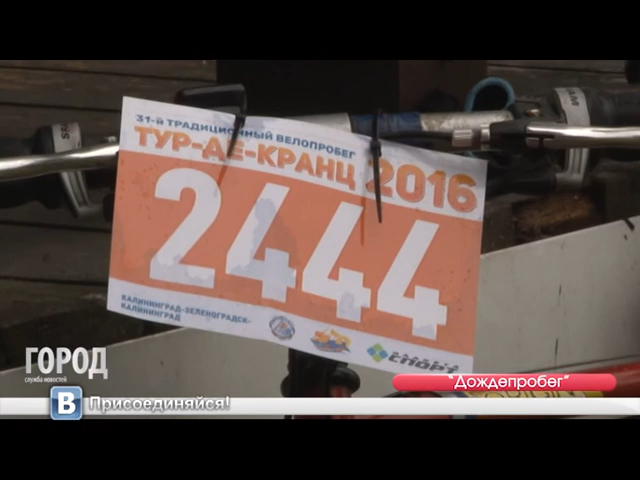 31-й ТРАДИЦИОННЫЙ ВЕЛОПРОБЕГ
ТУР-ДЕ-КРАНЦ 2016
2444
КАЛИНИНГРАД-ЗЕЛЕНОГРАДСК-
КАЛИНИНГРАД
СПОРТ
ГОРОД
служба новостей
"Дождепробег"
В Присоединяйся!